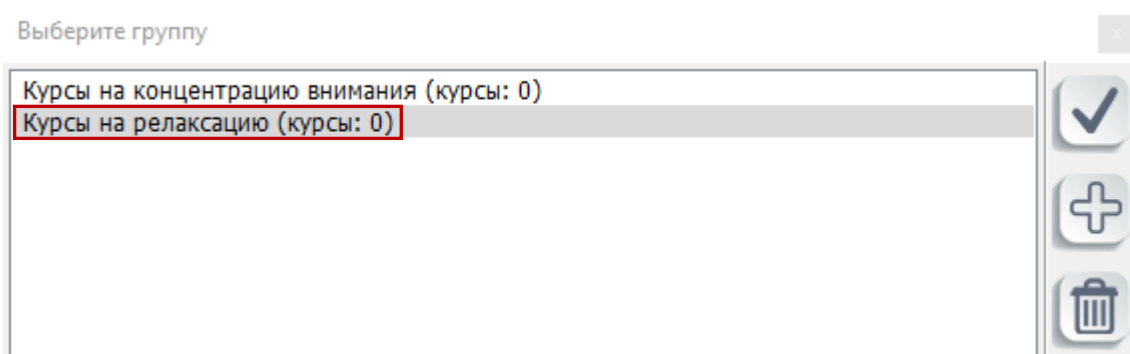 Выберите группу
Курсы на концентрацию внимания (курсы: 0)
Курсы на релаксацию (курсы: 0)